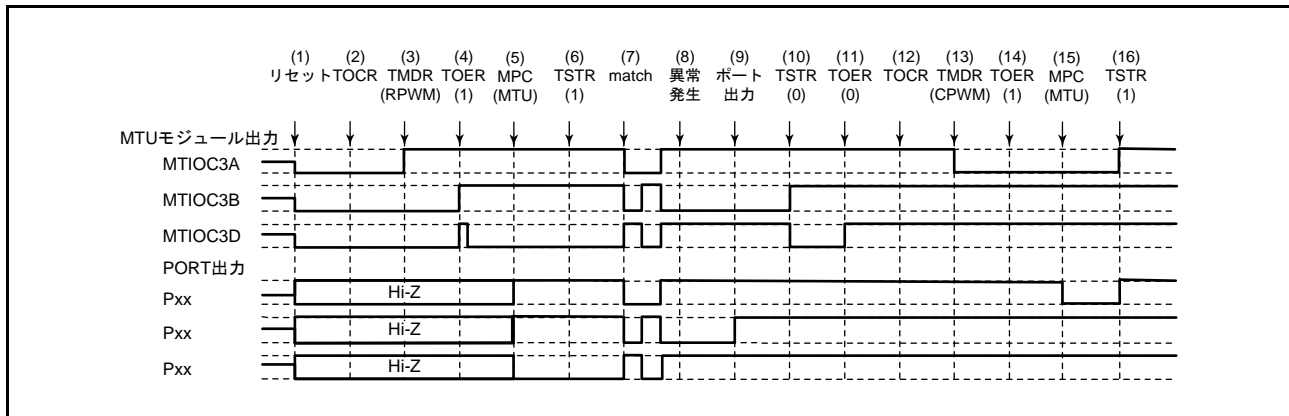 (1) (2) (3) (4) (5) (6) (7) (8) (9) (10) (11) (12) (13) (14) (15) (16)
リセット TOCR TMDR TOER MPC TSTR match 異常 ポート TSTR TOER TOCR TMDR TOER MPC TSTR
(RPWM) (1) (MTU) (1) 発生 出力 (0) (0) (CPWM) (1) (MTU) (1)
MTUモジュール出力
MTIOC3A
MTIOC3B
MTIOC3D
PORT出力
Pxx Hi-Z
Pxx Hi-Z
Pxx Hi-Z